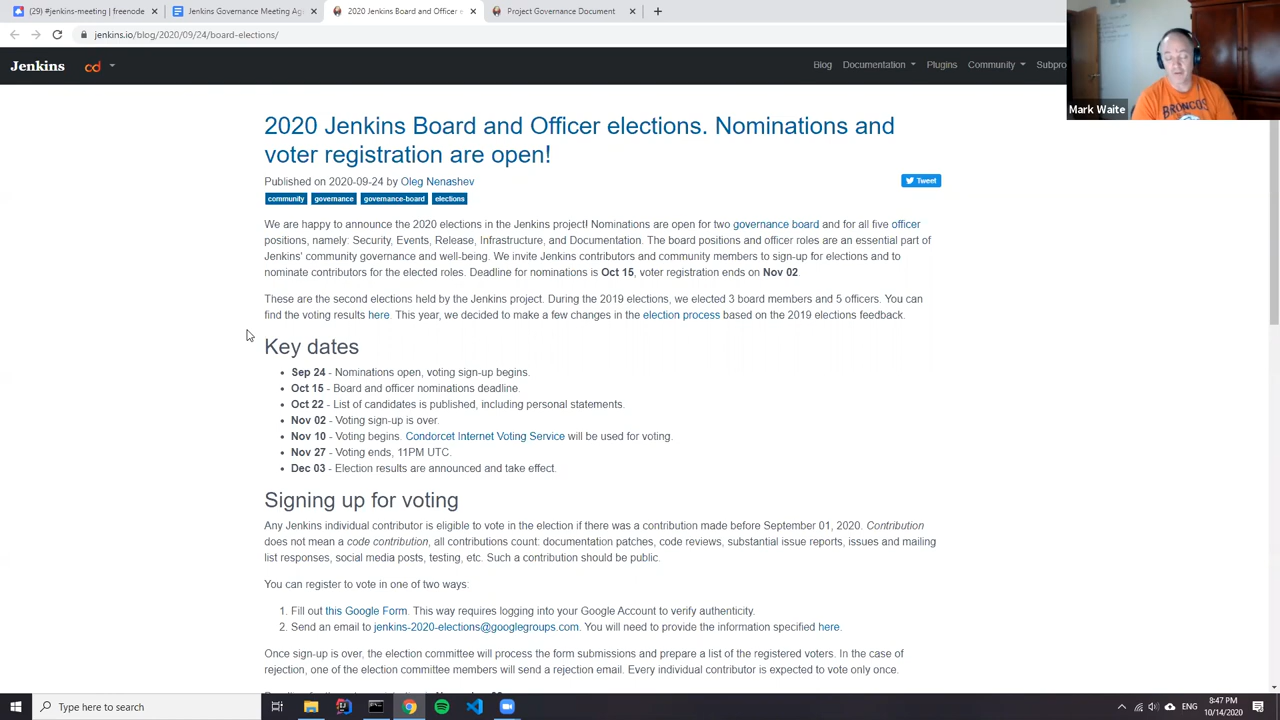 (29) #jenkins-meeting | freenode
Jenkins Governance Meeting Ag
2020 Jenkins Board and Officer e
Project Governance Document
jenkins.io/blog/2020/09/24/board-elections/
Jenkins
cd
Blog
Documentation
Plugins
Community
Subpro
BRONCOS
Mark Waite
2020 Jenkins Board and Officer elections. Nominations and
voter registration are open!
Published on 2020-09-24 by Oleg Nenashev
Tweet
community governance governance-board elections
We are happy to announce the 2020 elections in the Jenkins project! Nominations are open for two governance board and for all five officer
positions, namely: Security, Events, Release, Infrastructure, and Documentation. The board positions and officer roles are an essential part of
Jenkins' community governance and well-being. We invite Jenkins contributors and community members to sign-up for elections and to
nominate contributors for the elected roles. Deadline for nominations is Oct 15, voter registration ends on Nov 02.
These are the second elections held by the Jenkins project. During the 2019 elections, we elected 3 board members and 5 officers. You can
find the voting results here. This year, we decided to make a few changes in the election process based on the 2019 elections feedback.
Key dates
• Sep 24 - Nominations open, voting sign-up begins.
• Oct 15 - Board and officer nominations deadline.
• Oct 22 - List of candidates is published, including personal statements.
• Nov 02 - Voting sign-up is over.
• Nov 10 - Voting begins. Condorcet Internet Voting Service will be used for voting.
• Nov 27 - Voting ends, 11PM UTC.
• Dec 03 - Election results are announced and take effect.
Signing up for voting
Any Jenkins individual contributor is eligible to vote in the election if there was a contribution made before September 01, 2020. Contribution
does not mean a code contribution, all contributions count: documentation patches, code reviews, substantial issue reports, issues and mailing
list responses, social media posts, testing, etc. Such a contribution should be public.
You can register to vote in one of two ways:
1. Fill out this Google Form. This way requires logging into your Google Account to verify authenticity.
2. Send an email to jenkins-2020-elections@googlegroups.com. You will need to provide the information specified here.
Once sign-up is over, the election committee will process the form submissions and prepare a list of the registered voters. In the case of
rejection, one of the election committee members will send a rejection email. Every individual contributor is expected to vote only once.
Type here to search
8:47 PM
10/14/2020